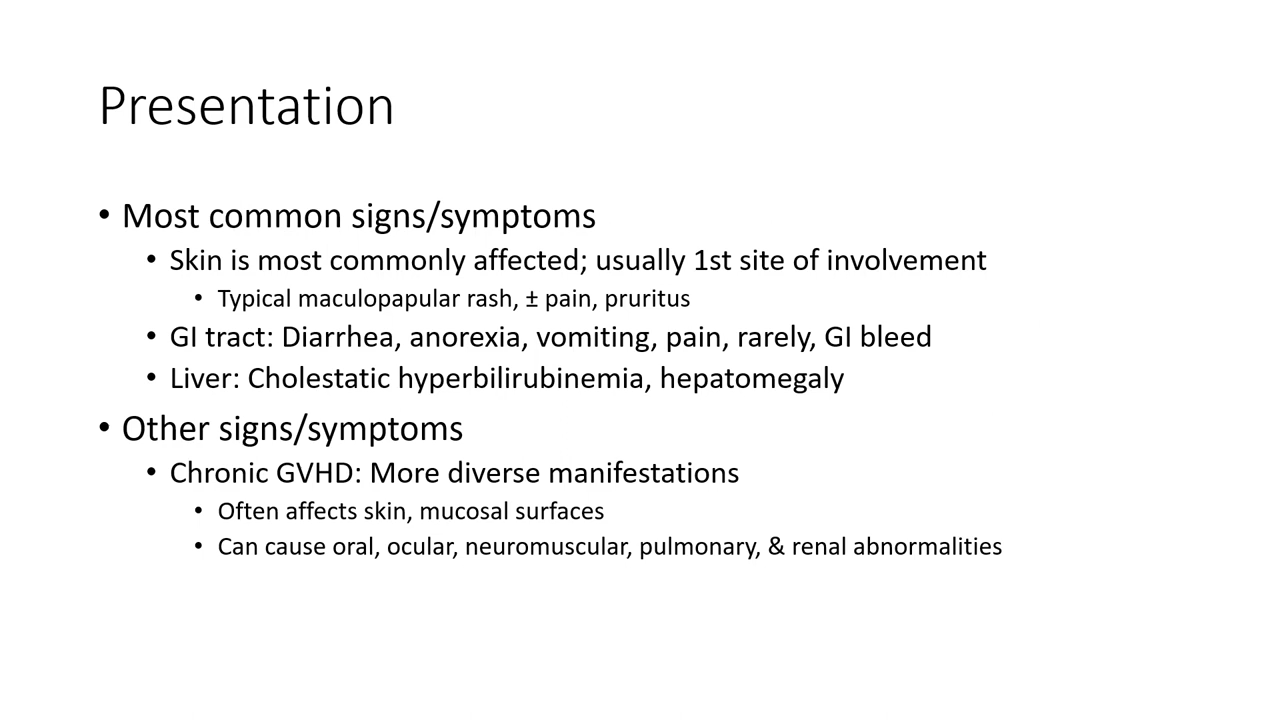 Presentation
• Most common signs/symptoms
• Skin is most commonly affected; usually 1st site of involvement
• Typical maculopapular rash, ± pain, pruritus
• GI tract: Diarrhea, anorexia, vomiting, pain, rarely, GI bleed
• Liver: Cholestatic hyperbilirubinemia, hepatomegaly
• Other signs/symptoms
• Chronic GVHD: More diverse manifestations
• Often affects skin, mucosal surfaces
• Can cause oral, ocular, neuromuscular, pulmonary, & renal abnormalities